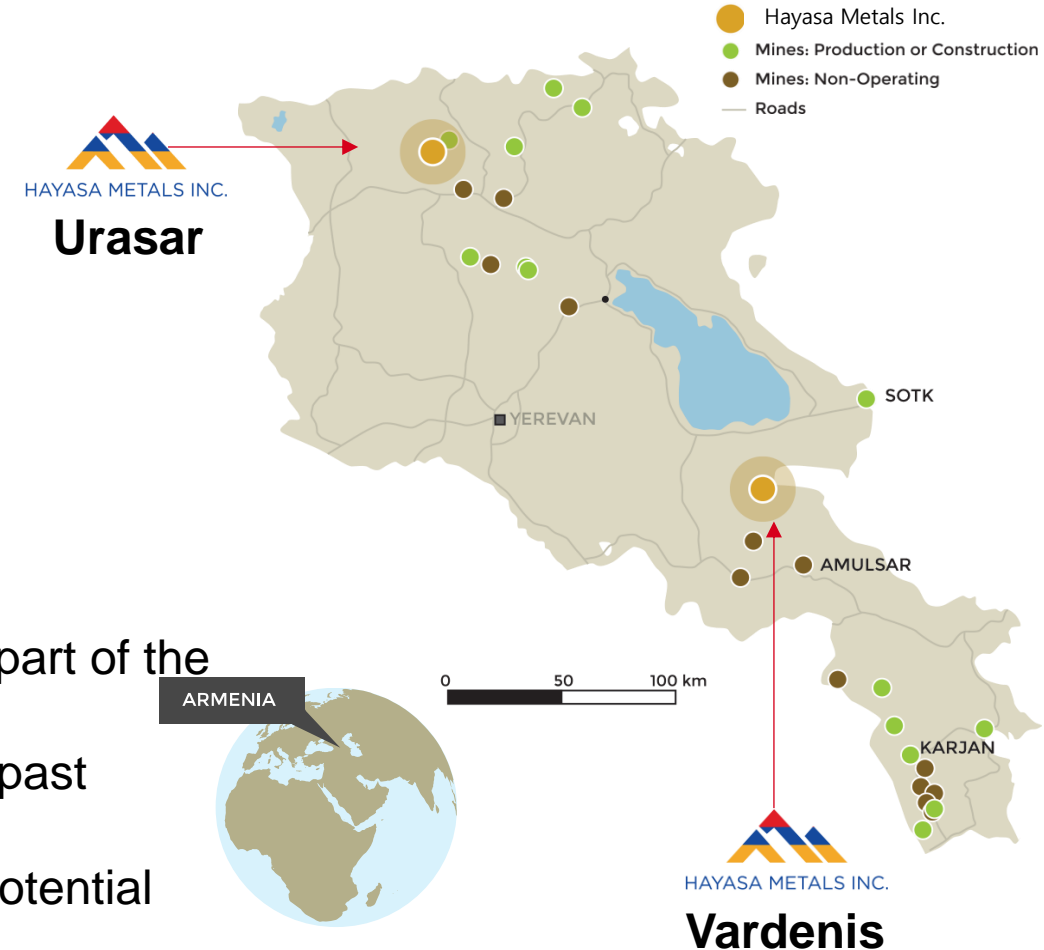 Hayasa Metals Inc.
Mines: Production or Construction
Mines: Non-Operating
Roads
HAYASA METALS INC.
Urasar
SOTK
YEREVAN
AMULSAR
part of the
ARMENIA
0 50 100 km
past
KARJAN
otential
HAYASA METALS INC.
Vardenis